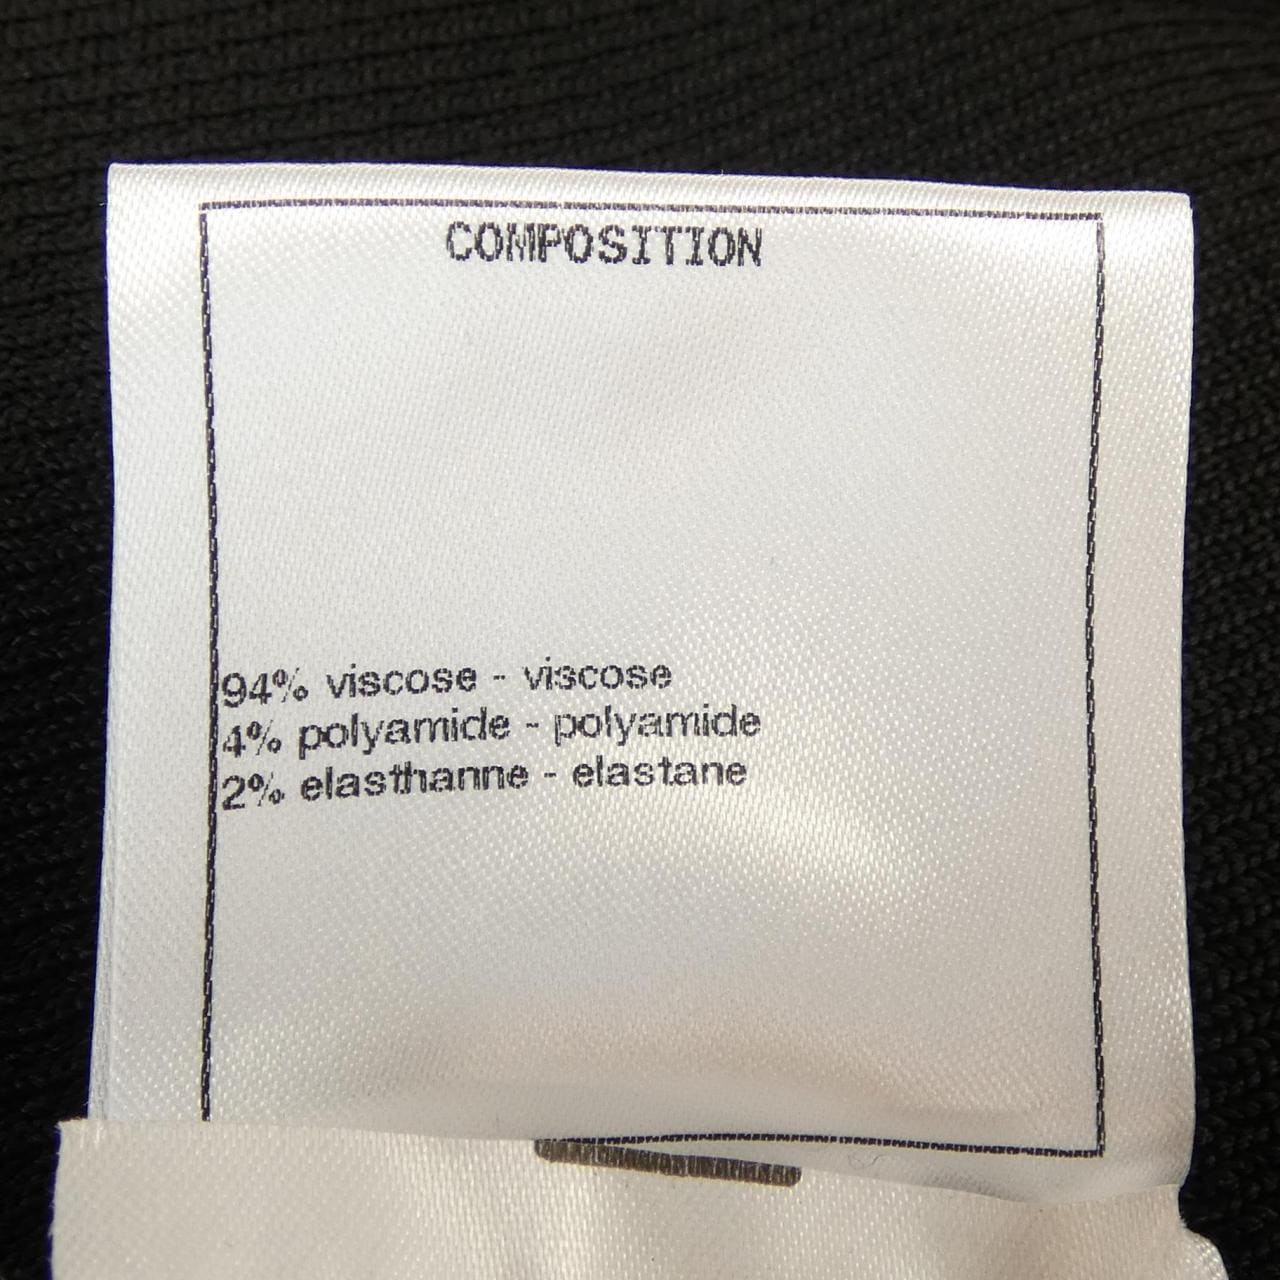 COMPOSITION
94% viscose - viscose
4% polyamide - polyamide
2% elasthanne - elastane